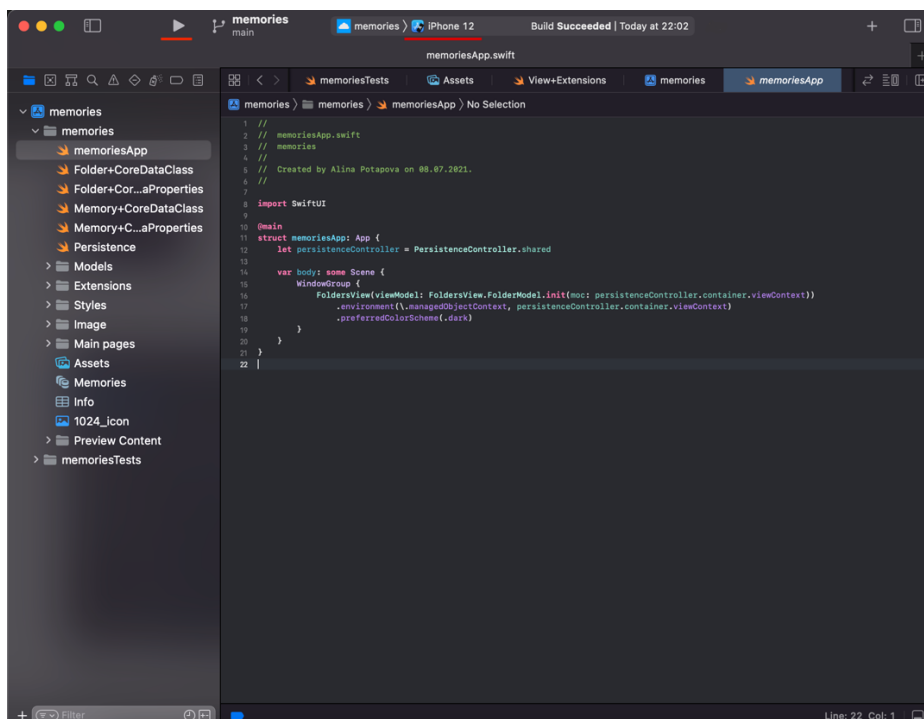 memories
main
memories 〉 iPhone 12
Build Succeeded | Today at 22:02
memoriesApp.swift
memoriesTests
Assets
View+Extensions
memories
memoriesApp
memories 〉 memories 〉 memoriesApp 〉 No Selection
memories
memories
memoriesApp
Folder+CoreDataClass
Folder+Cor...aProperties
Memory+CoreDataClass
Memory+C...aProperties
Persistence
Models
Extensions
Styles
Image
Main pages
Assets
Memories
Info
1024_icon
Preview Content
memoriesTests
1 //
2 //  memoriesApp.swift
3 //  memories
4 //
5 //  Created by Alina Potapova on 08.07.2021.
6 //
7
8 import SwiftUI
9
10 @main
11 struct memoriesApp: App {
12     let persistenceController = PersistenceController.shared
13
14     var body: some Scene {
15         WindowGroup {
16             FoldersView(viewModel: FoldersView.FolderModel.init(moc: persistenceController.container.viewContext))
17                 .environment(\.managedObjectContext, persistenceController.container.viewContext)
18                 .preferredColorScheme(.dark)
19         }
20     }
21 }
22
Filter
Line: 22 Col: 1